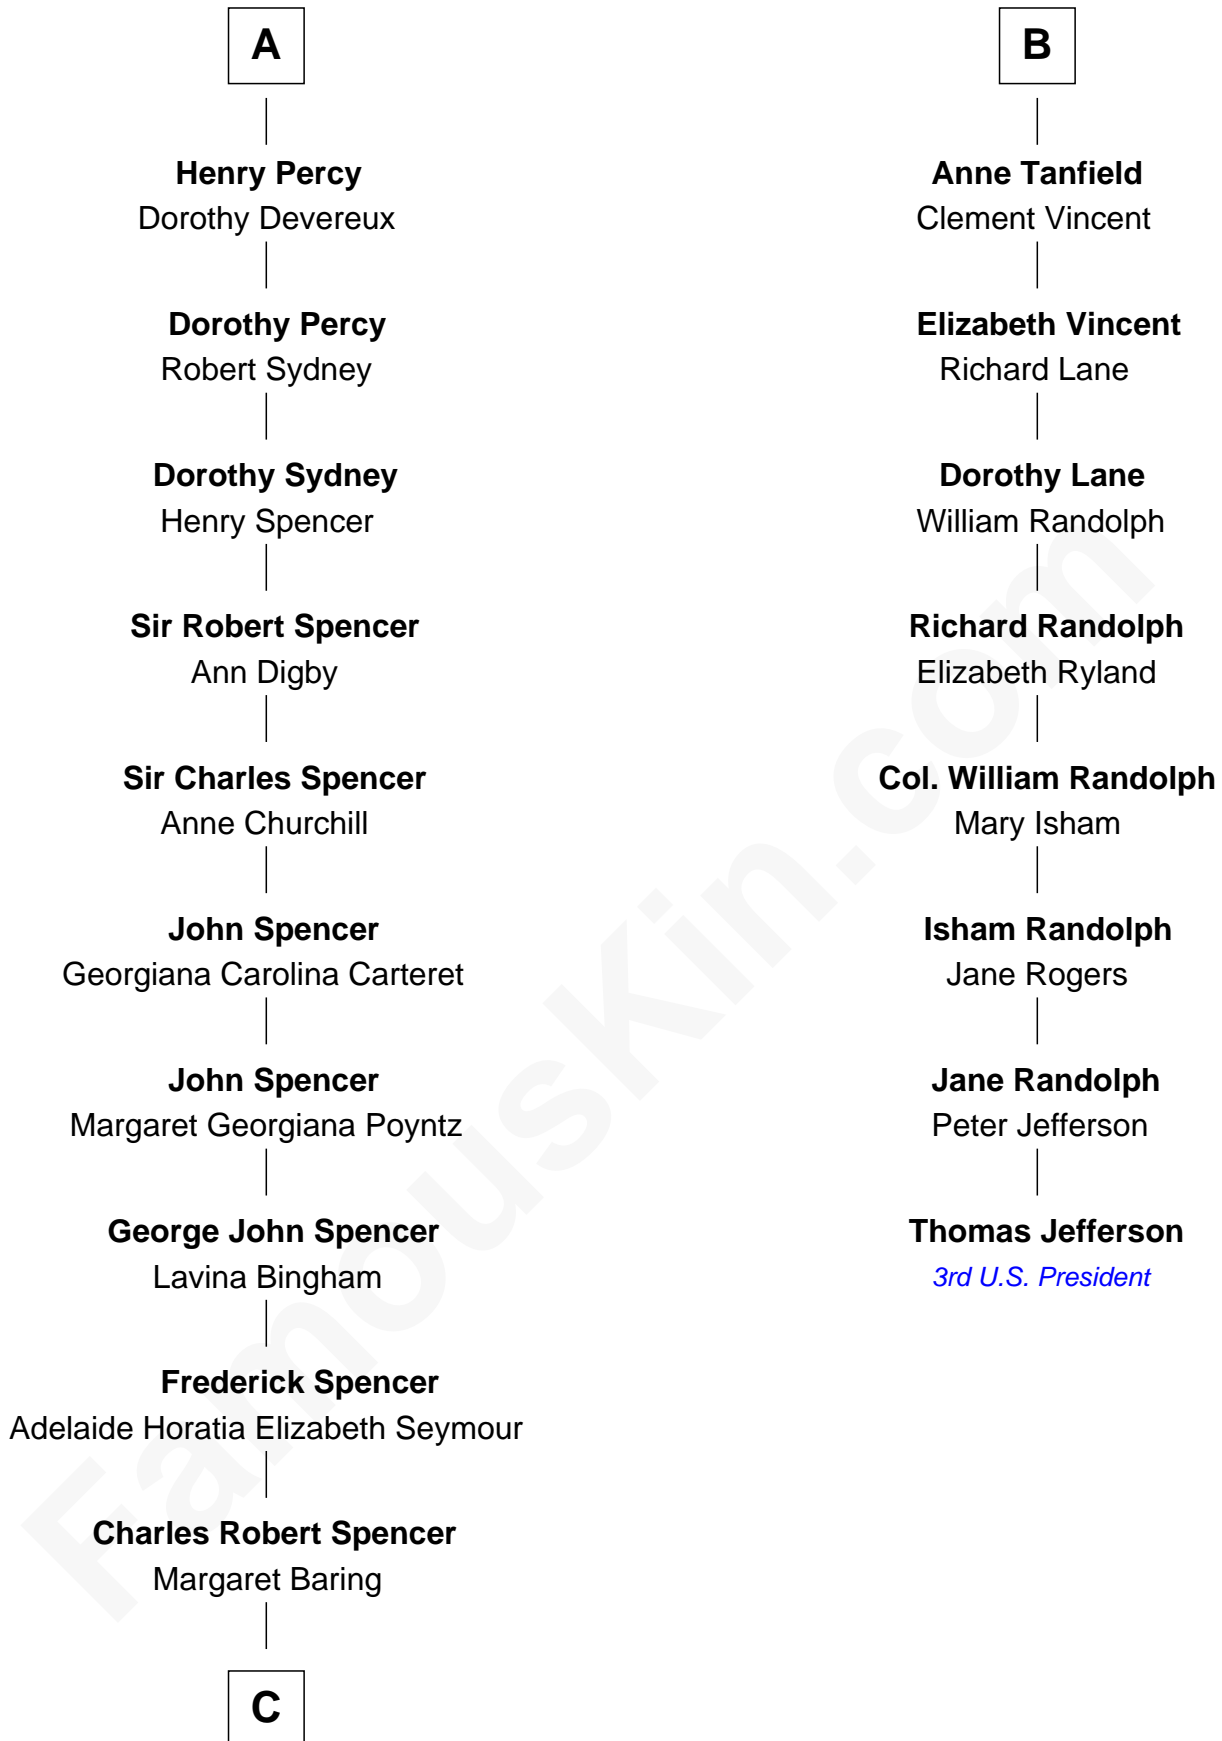 A
Henry Percy
Dorothy Devereux
Dorothy Percy
Robert Sydney
Dorothy Sydney
Henry Spencer
Sir Robert Spencer
Ann Digby
Sir Charles Spencer
Anne Churchill
John Spencer
Georgiana Carolina Carteret
John Spencer
Margaret Georgiana Poyntz
George John Spencer
Lavina Bingham
Frederick Spencer
Adelaide Horatia Elizabeth Seymour
Charles Robert Spencer
Margaret Baring
C
B
Anne Tanfield
Clement Vincent
Elizabeth Vincent
Richard Lane
Dorothy Lane
William Randolph
Richard Randolph
Elizabeth Ryland
Col. William Randolph
Mary Isham
Isham Randolph
Jane Rogers
Jane Randolph
Peter Jefferson
Thomas Jefferson
3rd U.S. President
FamousKin.com